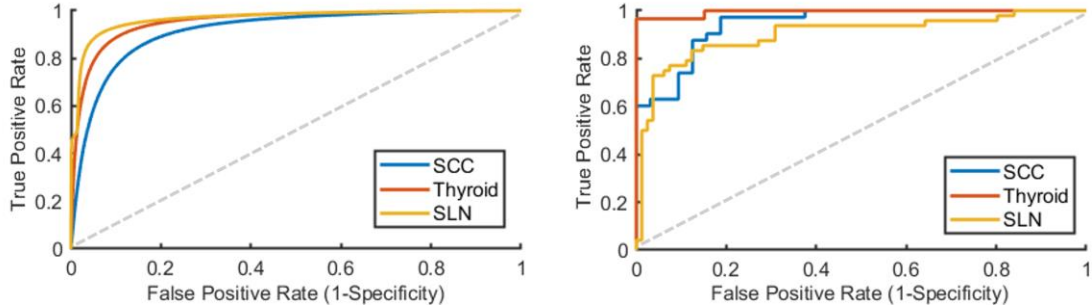 1
0.8
0.6
0.4
0.2
0
True Positive Rate
SCC
Thyroid
SLN
0 0.2 0.4 0.6 0.8 1
False Positive Rate (1-Specificity)
1
0.8
0.6
0.4
0.2
0
True Positive Rate
SCC
Thyroid
SLN
0 0.2 0.4 0.6 0.8 1
False Positive Rate (1-Specificity)